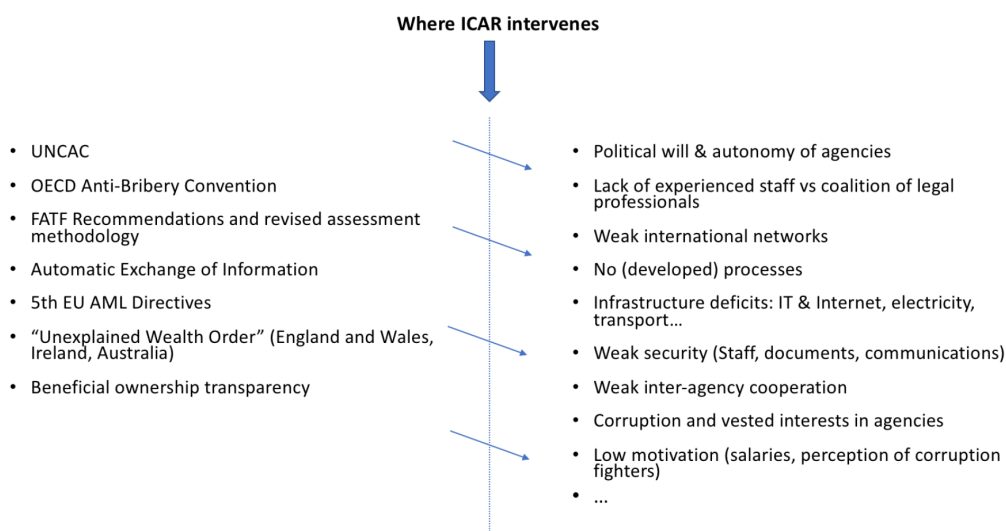 Where ICAR intervenes
• UNCAC
• OECD Anti-Bribery Convention
• FATF Recommendations and revised assessment
methodology
• Automatic Exchange of Information
• 5th EU AML Directives
• “Unexplained Wealth Order” (England and Wales,
Ireland, Australia)
• Beneficial ownership transparency
• Political will & autonomy of agencies
• Lack of experienced staff vs coalition of legal
professionals
• Weak international networks
• No (developed) processes
• Infrastructure deficits: IT & Internet, electricity,
transport…
• Weak security (Staff, documents, communications)
• Weak inter-agency cooperation
• Corruption and vested interests in agencies
• Low motivation (salaries, perception of corruption
fighters)
• ...